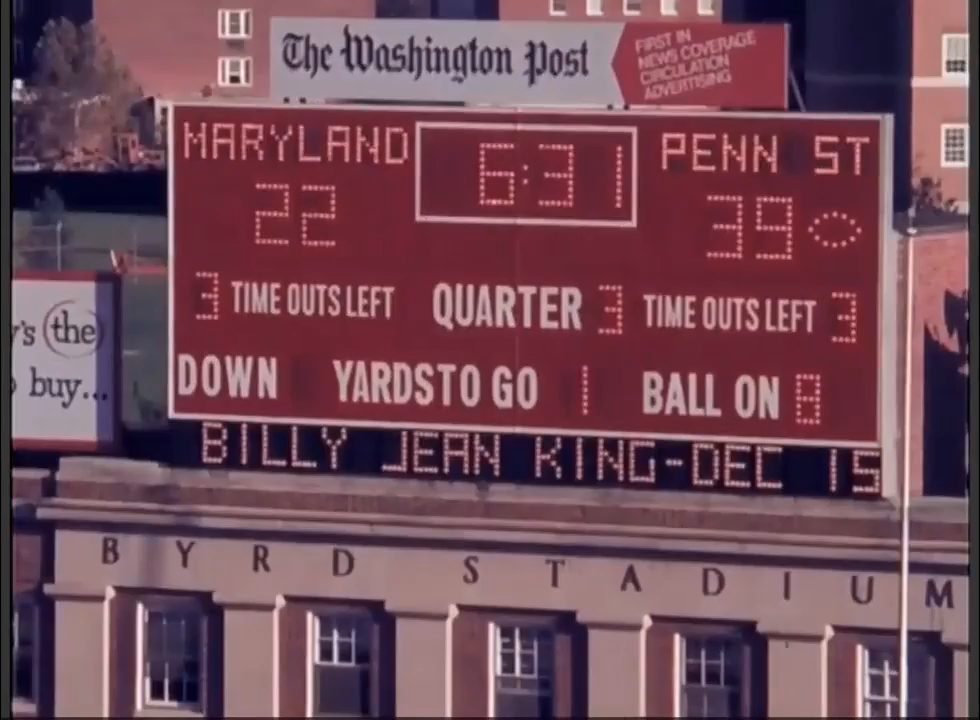 The Washington Post
FIRST IN
NEWS COVERAGE
CIRCULATION
ADVERTISING
MARYLAND 6:31 PENN ST
22 39
3 TIME OUTS LEFT QUARTER 3 TIME OUTS LEFT 3
DOWN YARDS TO GO 1 BALL ON 8
BILLY JEAN KING-DEC 15
the
buy...
BYRD STADIUM